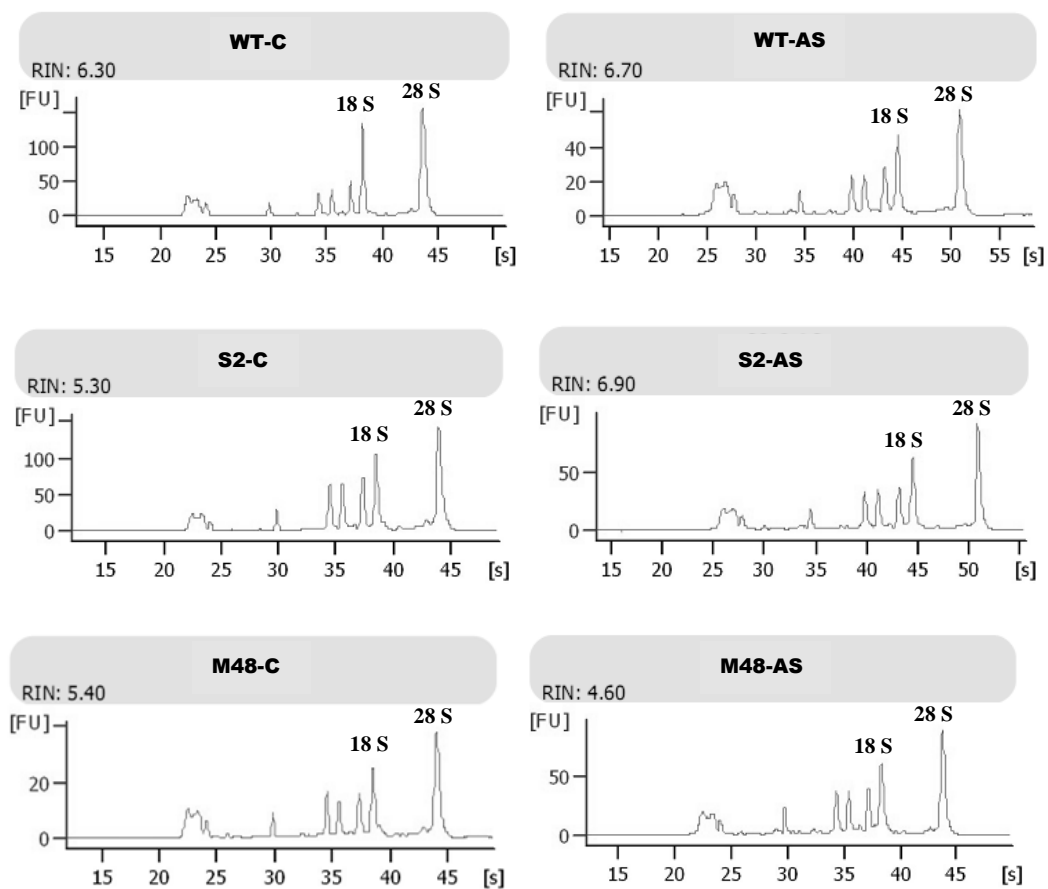 WT-C
RIN: 6.30
[FU]
18 S
28 S
100
50
0
15 20 25 30 35 40 45 [s]
WT-AS
RIN: 6.70
[FU]
18 S
28 S
40
20
0
15 20 25 30 35 40 45 50 55 [s]
S2-C
RIN: 5.30
[FU]
18 S
28 S
100
50
0
15 20 25 30 35 40 45 [s]
S2-AS
RIN: 6.90
[FU]
18 S
28 S
50
0
15 20 25 30 35 40 45 50 [s]
M48-C
RIN: 5.40
[FU]
18 S
28 S
20
0
15 20 25 30 35 40 45 [s]
M48-AS
RIN: 4.60
[FU]
18 S
28 S
50
0
15 20 25 30 35 40 45 [s]